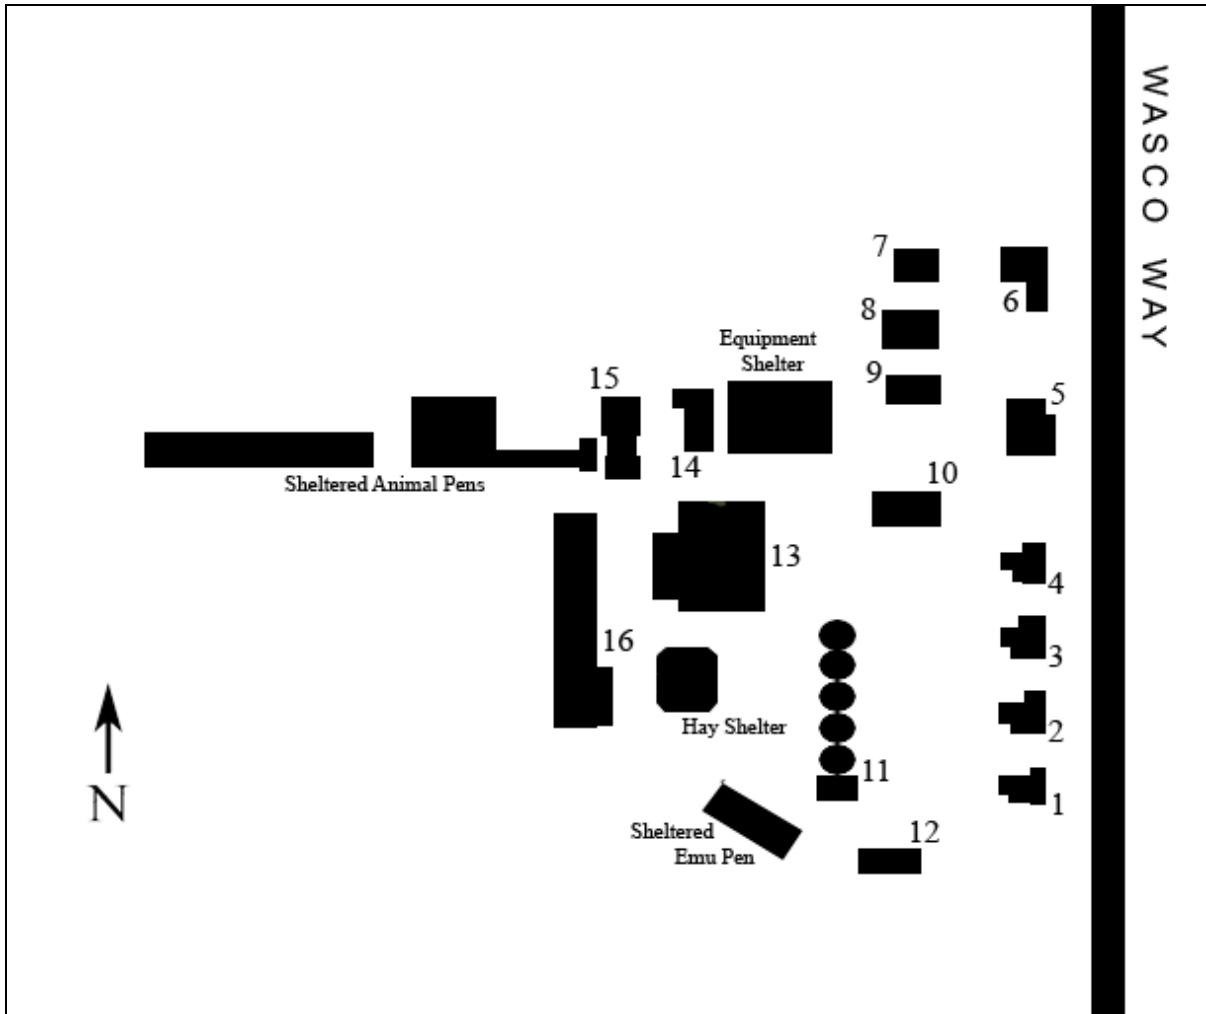 WASCO WAY
7
6
8
Equipment
Shelter
9
15
5
14
10
Sheltered Animal Pens
13
4
16
3
Hay Shelter
2
11
1
N
Sheltered
Emu Pen
12